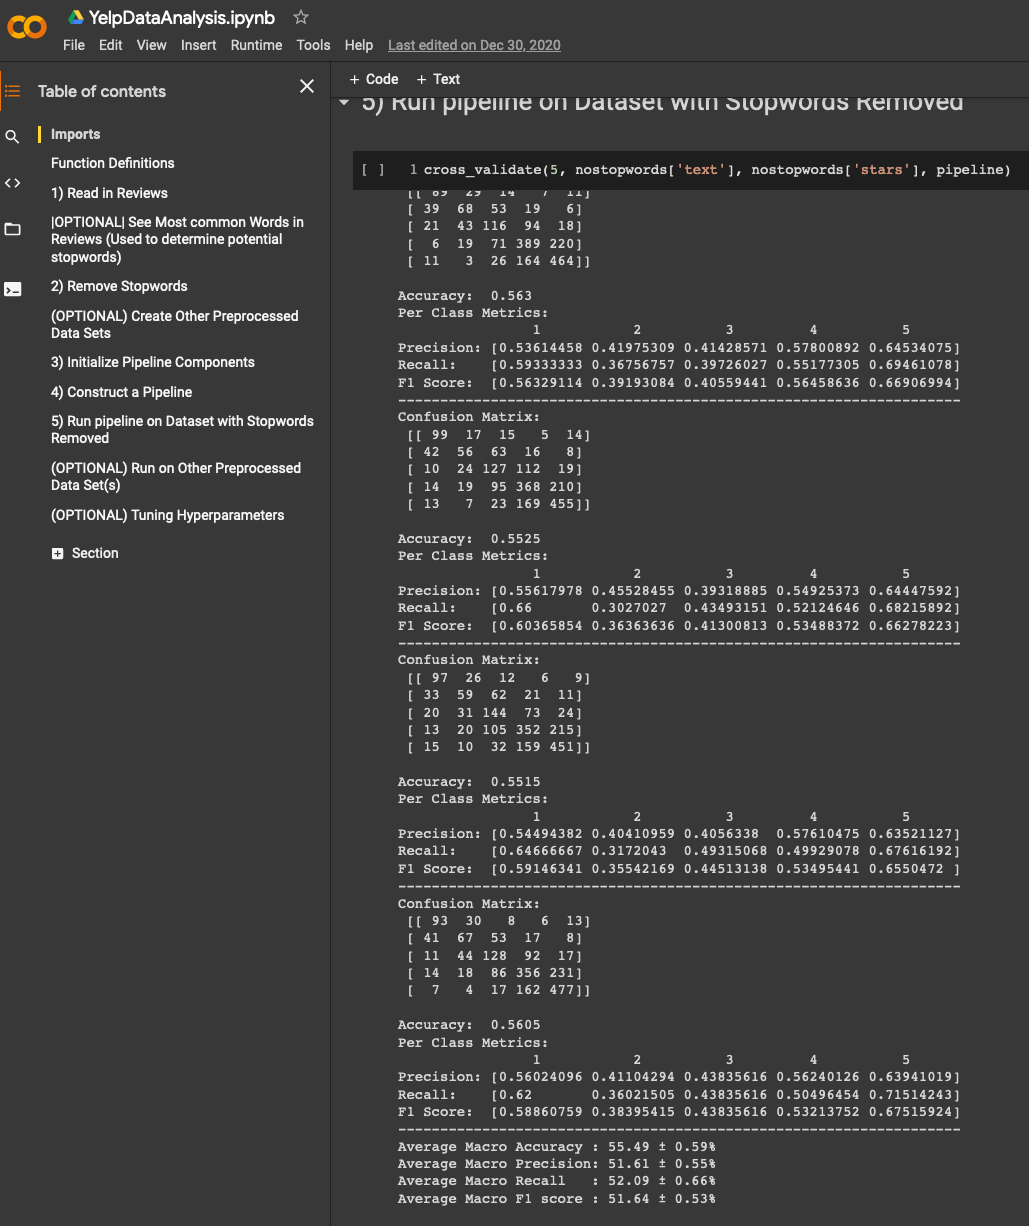 YelpDataAnalysis.ipynb
File Edit View Insert Runtime Tools Help Last edited on Dec 30, 2020
Table of contents
Imports
Function Definitions
1) Read in Reviews
|OPTIONAL| See Most common Words in
Reviews (Used to determine potential
stopwords)
2) Remove Stopwords
(OPTIONAL) Create Other Preprocessed
Data Sets
3) Initialize Pipeline Components
4) Construct a Pipeline
5) Run pipeline on Dataset with Stopwords
Removed
(OPTIONAL) Run on Other Preprocessed
Data Set(s)
(OPTIONAL) Tuning Hyperparameters
Section
+ Code + Text
5) Run pipeline on Dataset with Stopwords Removed
[ ] 1 cross_validate(5, nostopwords['text'], nostopwords['stars'], pipeline)
[[ 89 29 14 7 11]
[ 39 68 53 19 6]
[ 21 43 116 94 18]
[ 6 19 71 389 220]
[ 11 3 26 164 464]]
Accuracy: 0.563
Per Class Metrics:
1 2 3 4 5
Precision: [0.53614458 0.41975309 0.41428571 0.57800892 0.64534075]
Recall: [0.59333333 0.36756757 0.39726027 0.55177305 0.69461078]
F1 Score: [0.56329114 0.39193084 0.40559441 0.56458636 0.66906994]
-------------------------------------------------------------------
Confusion Matrix:
[[ 99 17 15 5 14]
[ 42 56 63 16 8]
[ 10 24 127 112 19]
[ 14 19 95 368 210]
[ 13 7 23 169 455]]
Accuracy: 0.5525
Per Class Metrics:
1 2 3 4 5
Precision: [0.55617978 0.45528455 0.39318885 0.54925373 0.64447592]
Recall: [0.66 0.3027027 0.43493151 0.52124646 0.68215892]
F1 Score: [0.60365854 0.36363636 0.41300813 0.53488372 0.66278223]
-------------------------------------------------------------------
Confusion Matrix:
[[ 97 26 12 6 9]
[ 33 59 62 21 11]
[ 20 31 144 73 24]
[ 13 20 105 352 215]
[ 15 10 32 159 451]]
Accuracy: 0.5515
Per Class Metrics:
1 2 3 4 5
Precision: [0.54494382 0.40410959 0.4056338 0.57610475 0.63521127]
Recall: [0.64666667 0.3172043 0.49315068 0.49929078 0.67616192]
F1 Score: [0.59146341 0.35542169 0.44513138 0.53495441 0.6550472 ]
-------------------------------------------------------------------
Confusion Matrix:
[[ 93 30 8 6 13]
[ 41 67 53 17 8]
[ 11 44 128 92 17]
[ 14 18 86 356 231]
[ 7 4 17 162 477]]
Accuracy: 0.5605
Per Class Metrics:
1 2 3 4 5
Precision: [0.56024096 0.41104294 0.43835616 0.56240126 0.63941019]
Recall: [0.62 0.36021505 0.43835616 0.50496454 0.71514243]
F1 Score: [0.58860759 0.38395415 0.43835616 0.53213752 0.67515924]
-------------------------------------------------------------------
Average Macro Accuracy : 55.49 ± 0.59%
Average Macro Precision: 51.61 ± 0.55%
Average Macro Recall : 52.09 ± 0.66%
Average Macro F1 score : 51.64 ± 0.53%